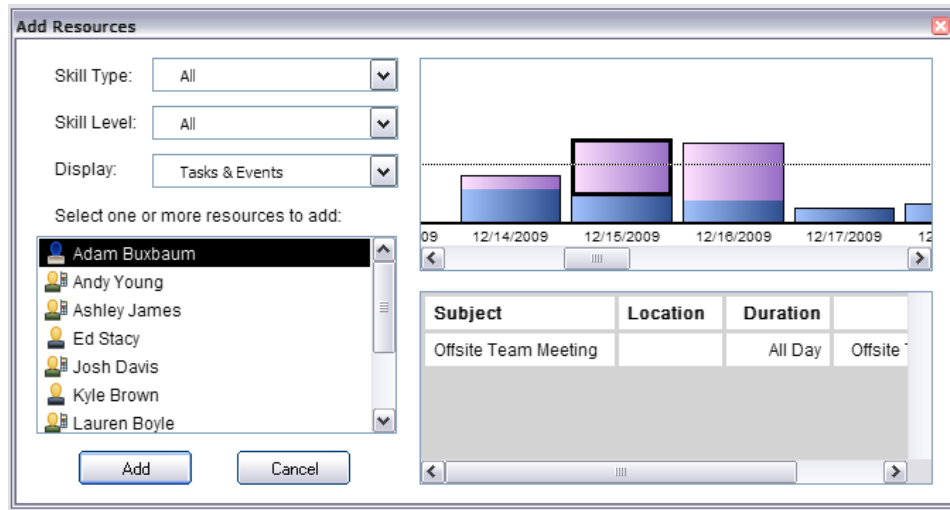 Add Resources
Skill Type: All
Skill Level: All
Display: Tasks & Events
Select one or more resources to add:
Adam Buxbaum
Andy Young
Ashley James
Ed Stacy
Josh Davis
Kyle Brown
Lauren Boyle
Add Cancel
09 12/14/2009 12/15/2009 12/16/2009 12/17/2009 12
Subject Location Duration
Offsite Team Meeting All Day Offsite